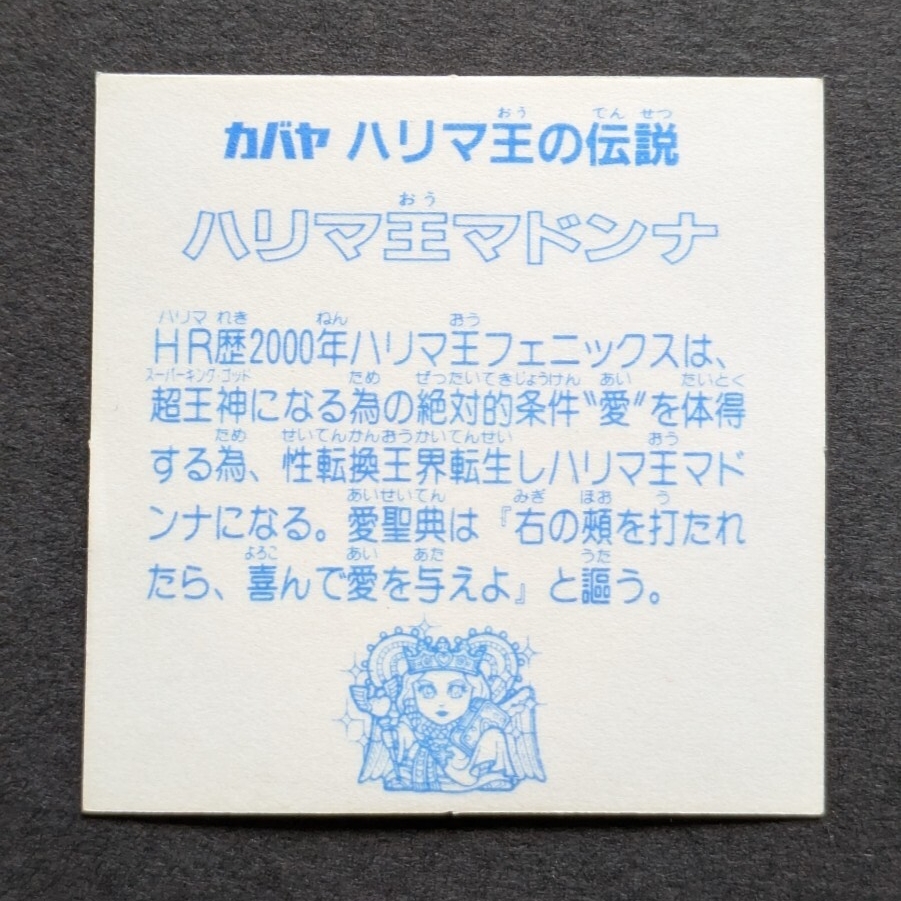 カバヤ ハリマ王の伝説
ハリマ王マドンナ
HR歴2000年ハリマ王フェニックスは、
超王神になる為の絶対的条件〝愛〟を体得
する為、性転換王界転生しハリマ王マド
ンナになる。愛聖典は『右の頰を打たれ
たら、喜んで愛を与えよ』と謳う。